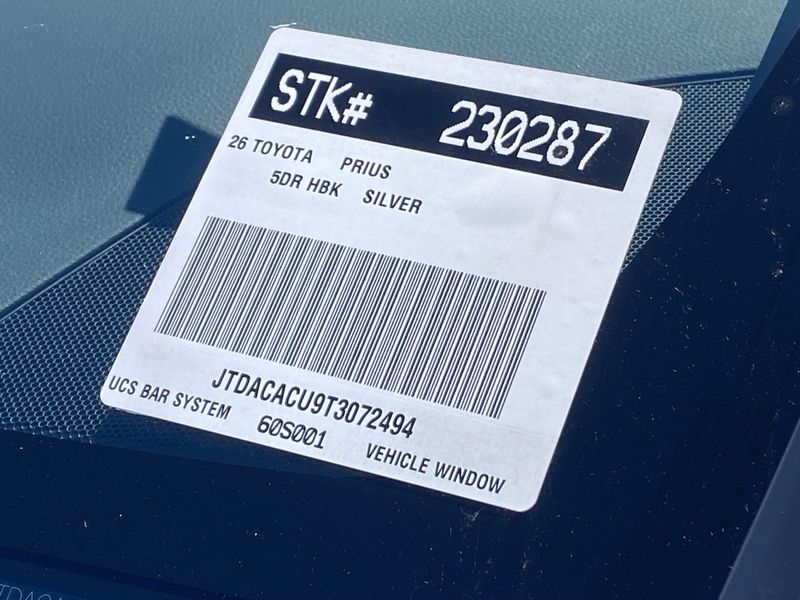 STK# 230287
26 TOYOTA PRIUS
5DR HBK SILVER
JTDACACU9T3072494
UCS BAR SYSTEM 60S001 VEHICLE WINDOW